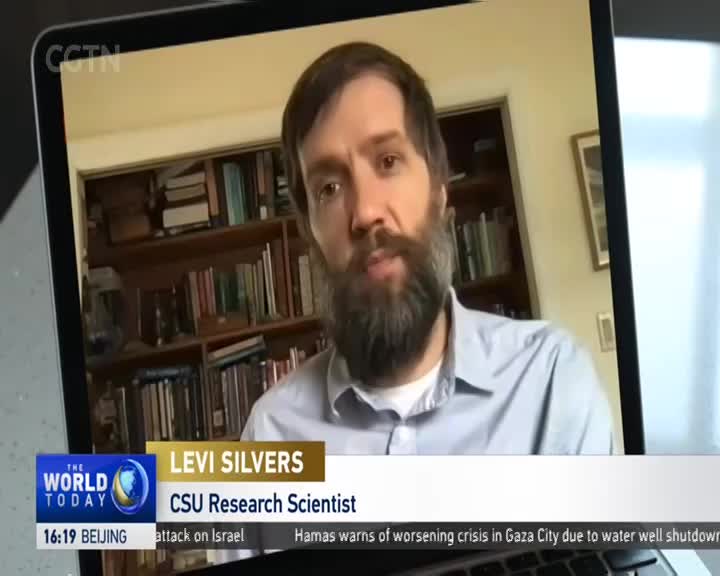 CGTN
LEVI SILVERS
THE
WORLD
TODAY
CSU Research Scientist
16:19 BEIJING
attack on Israel Hamas warns of worsening crisis in Gaza City due to water well shutdown